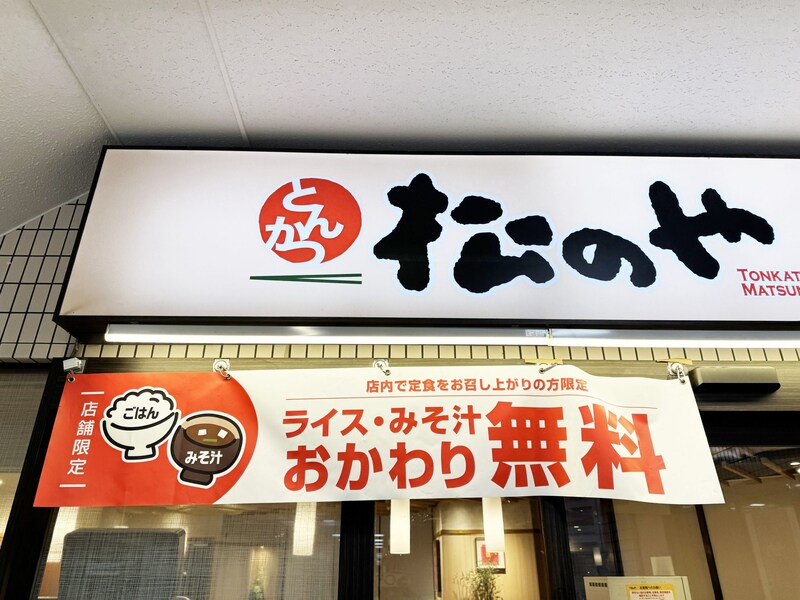 とんかつ
松のや
TONKAT
MATSUN
店舗限定
ごはん
みそ汁
店内で定食をお召し上がりの方限定
ライス・みそ汁
おかわり無料